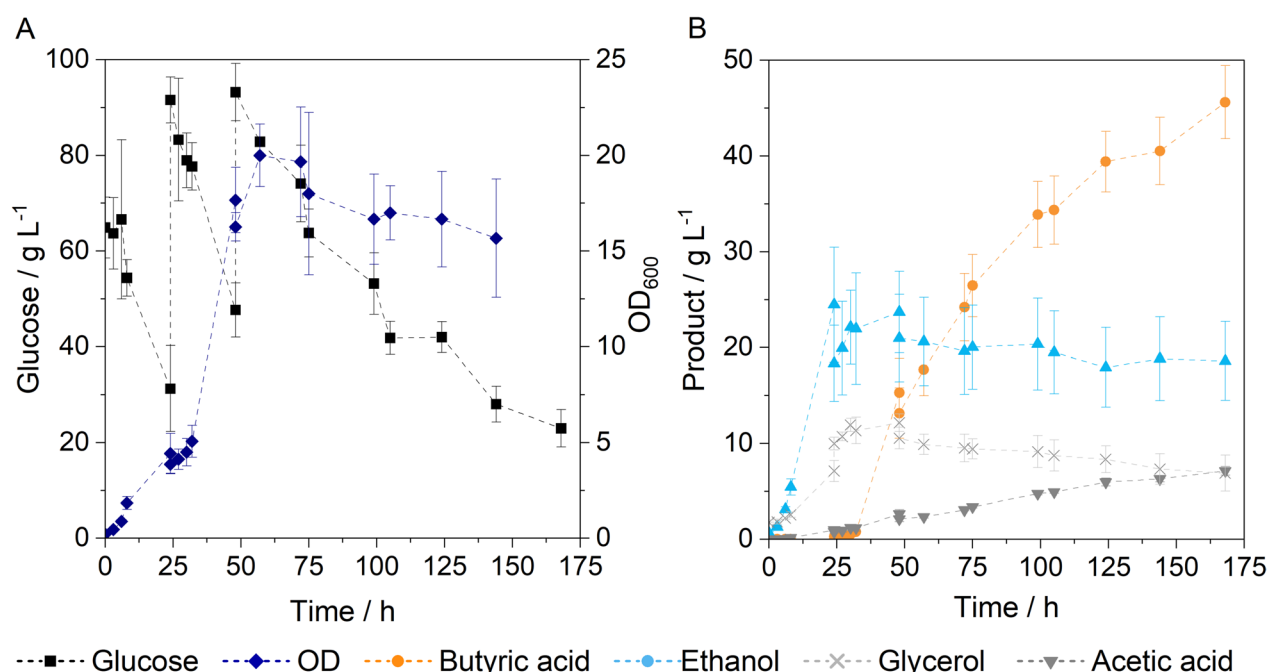 A
B
100
80
60
40
20
0
Glucose / g L⁻¹
25
20
15
10
5
0
OD₆₀₀
0 25 50 75 100 125 150 175
Time / h
50
40
30
20
10
0
Product / g L⁻¹
0 25 50 75 100 125 150 175
Time / h
Glucose OD Butyric acid Ethanol Glycerol Acetic acid